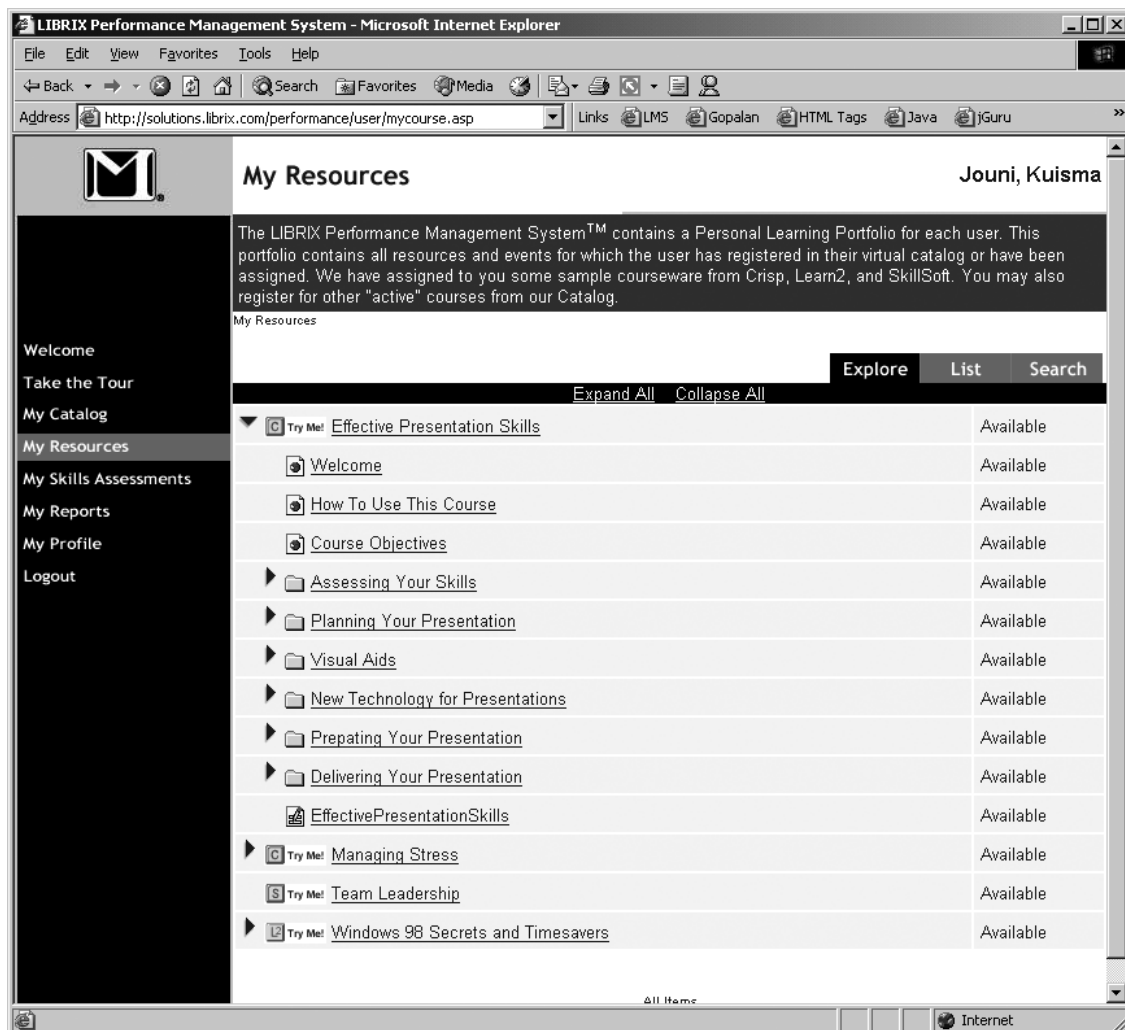 LIBRIX Performance Management System - Microsoft Internet Explorer
File Edit View Favorites Tools Help
Back Search Favorites Media
Address http://solutions.librix.com/performance/user/mycourse.asp Links LMS Gopalan HTML Tags Java jGuru »
M®
My Resources Jouni, Kuisma
The LIBRIX Performance Management System™ contains a Personal Learning Portfolio for each user. This
portfolio contains all resources and events for which the user has registered in their virtual catalog or have been
assigned. We have assigned to you some sample courseware from Crisp, Learn2, and SkillSoft. You may also
register for other "active" courses from our Catalog.
My Resources
Welcome
Take the Tour
My Catalog
My Resources
My Skills Assessments
My Reports
My Profile
Logout
Explore List Search
Expand All Collapse All
C Try Me! Effective Presentation Skills Available
Welcome Available
How To Use This Course Available
Course Objectives Available
Assessing Your Skills Available
Planning Your Presentation Available
Visual Aids Available
New Technology for Presentations Available
Prepating Your Presentation Available
Delivering Your Presentation Available
EffectivePresentationSkills Available
C Try Me! Managing Stress Available
S Try Me! Team Leadership Available
L2 Try Me! Windows 98 Secrets and Timesavers Available
All Items
Internet